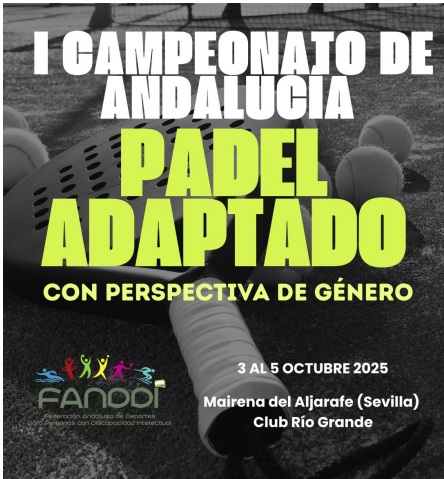 I CAMPEONATO DE
ANDALUCÍA
PADEL
ADAPTADO
CON PERSPECTIVA DE GÉNERO
FANDDI
Federación Andaluza de Deportes
para Personas con Discapacidad Intelectual
3 AL 5 OCTUBRE 2025
Mairena del Aljarafe (Sevilla)
Club Río Grande